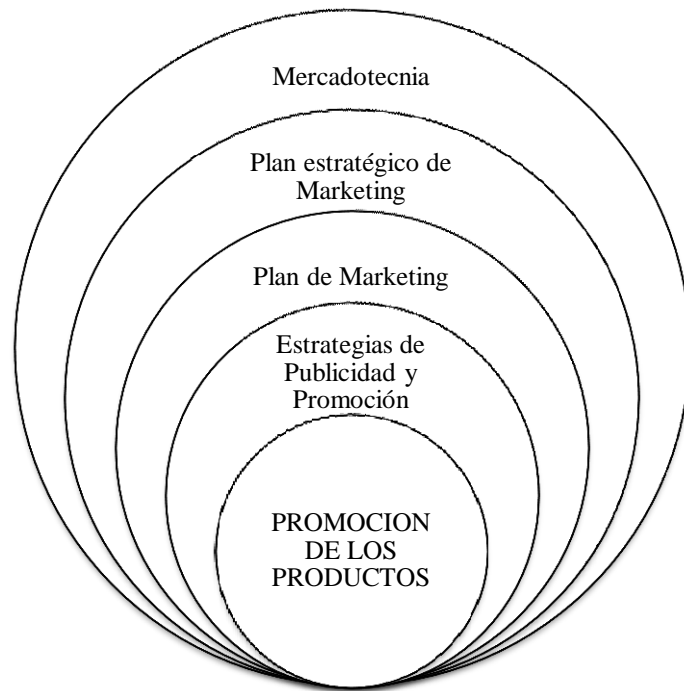 Mercadotecnia
Plan estratégico de
Marketing
Plan de Marketing
Estrategias de
Publicidad y
Promoción
PROMOCION
DE LOS
PRODUCTOS